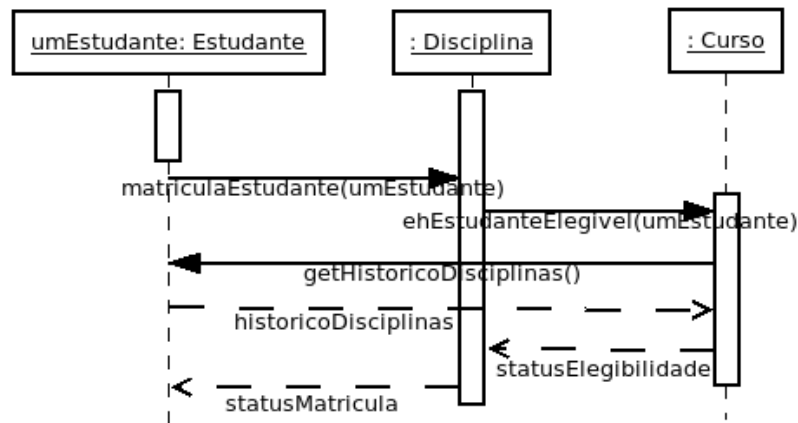 umEstudante: Estudante
: Disciplina
: Curso
matriculaEstudante(umEstudante)
ehEstudanteElegivel(umEstudante)
getHistoricoDisciplinas()
historicoDisciplinas
statusElegibilidade
statusMatricula